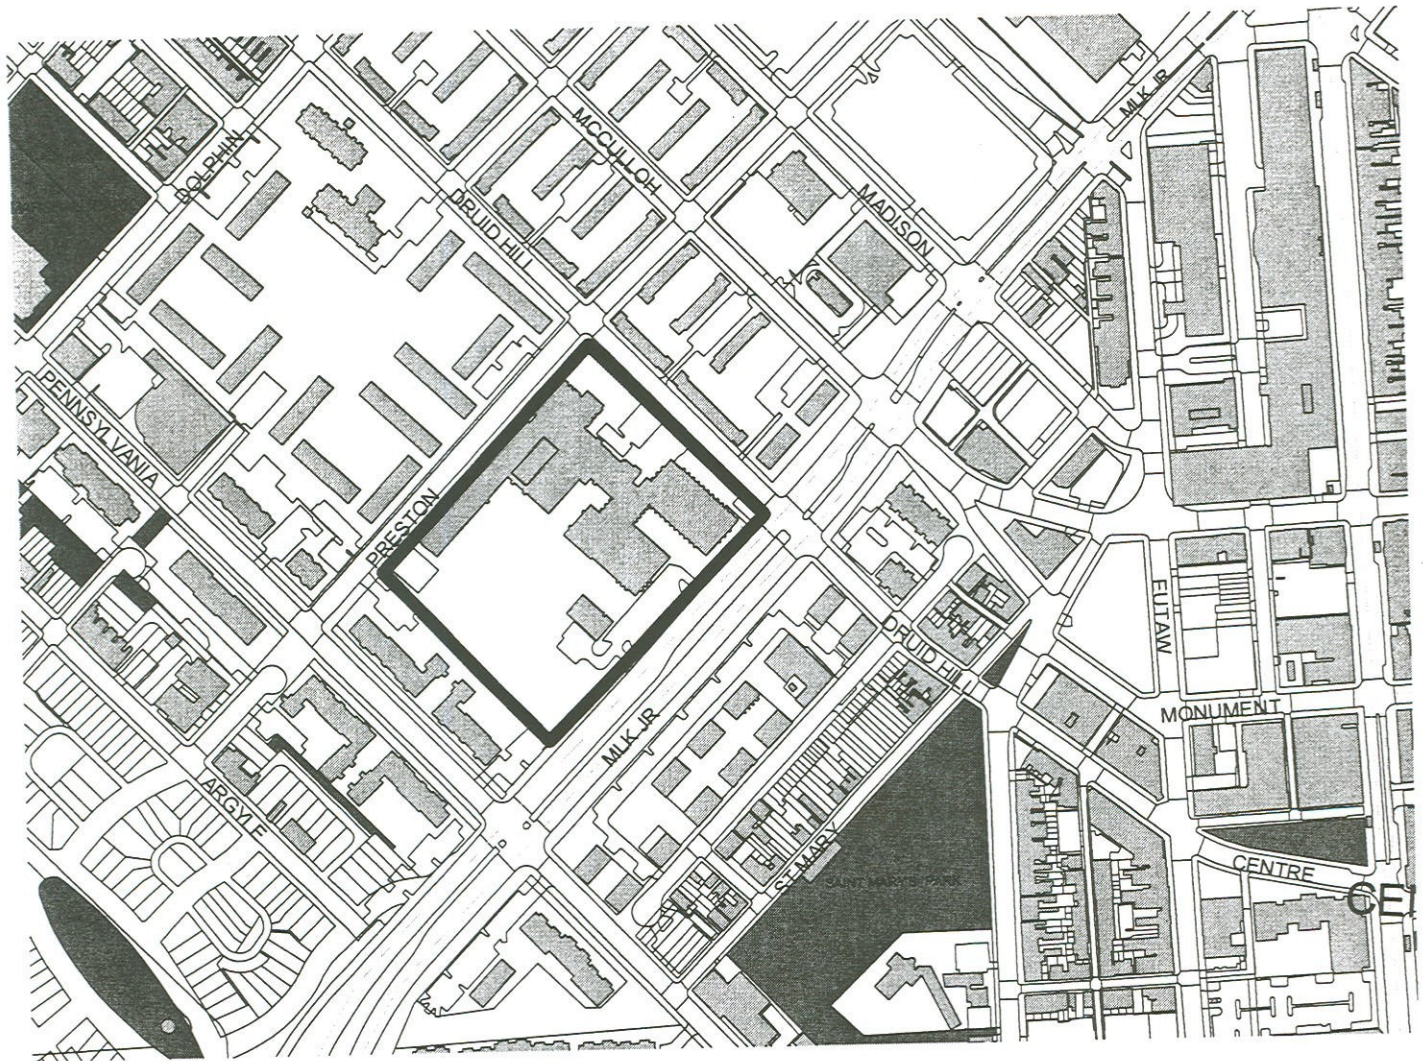 MLK JR
DOLPHIN
MCCULLOH
DRUID HILL
MADISON
PENNSYLVANIA
PRESTON
EUTAW
DRUID HILL
MONUMENT
MLK JR
ARGYLE
ST MARY
SAINT MARY'S PARK
CENTRE
CE